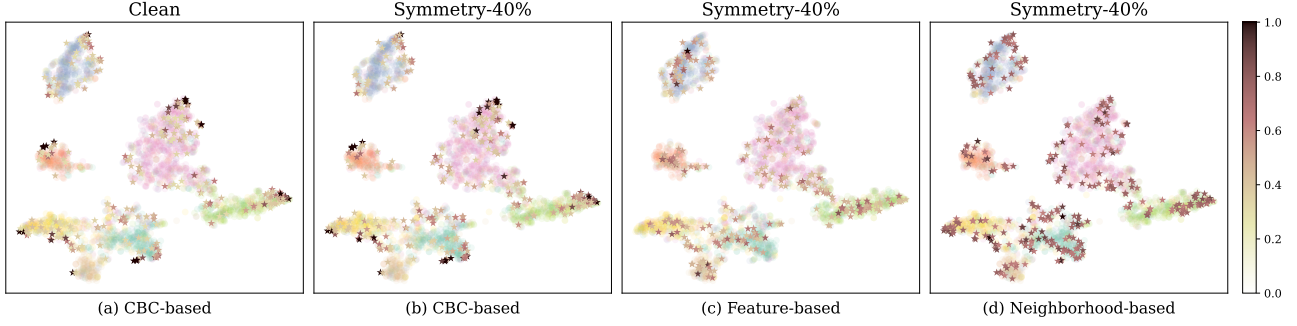 Clean
Symmetry-40%
Symmetry-40%
Symmetry-40%
1.0
0.8
0.6
0.4
0.2
0.0
(a) CBC-based
(b) CBC-based
(c) Feature-based
(d) Neighborhood-based